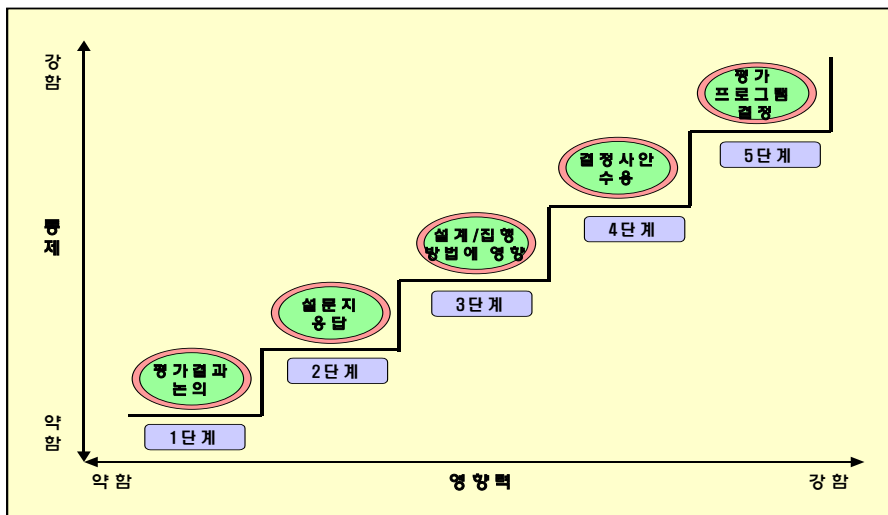 강
함
평가
프로그램
결정
5단계
결정사안
수용
4단계
통
제
설계/집행
방법에 영향
3단계
설문지
응답
2단계
평가결과
논의
1단계
약
함
약함
영향력
강함